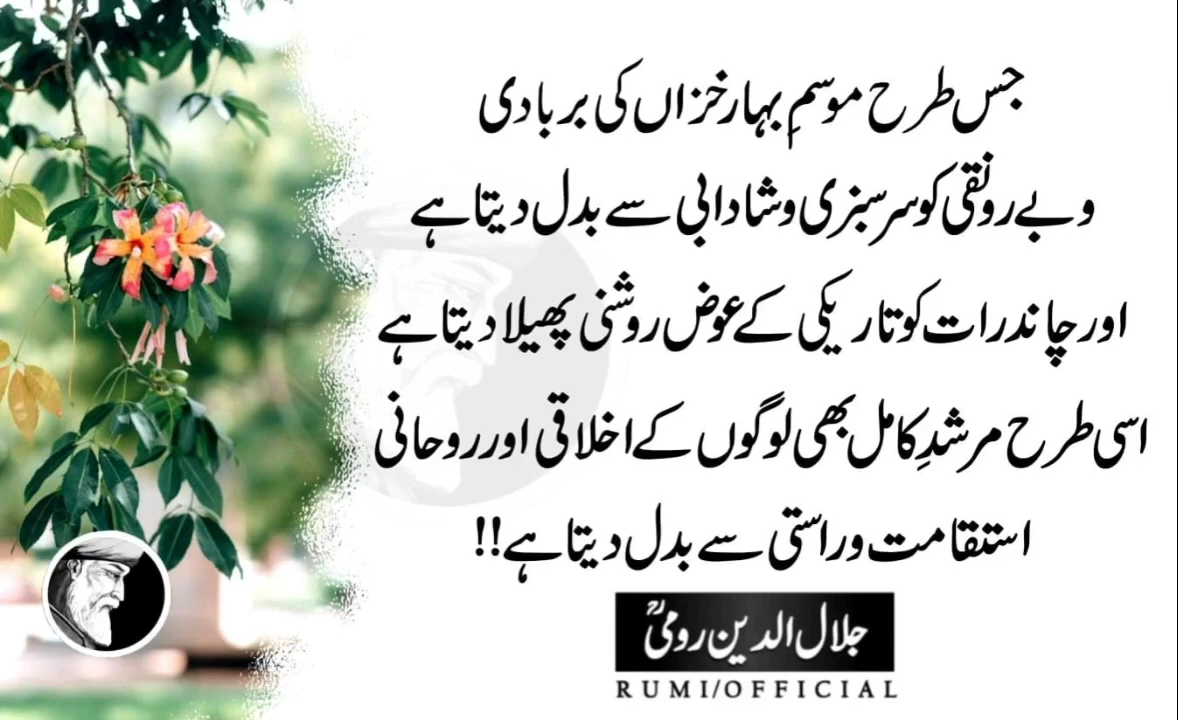 جس طرح موسمِ بہار خزاں کی بربادی
و بے رونقی کو سرسبزی و شادابی سے بدل دیتا ہے
اور چاند رات کو تاریکی کے عوض روشنی پھیلا دیتا ہے
اسی طرح مرشدِ کامل بھی لوگوں کے اخلاقی اور روحانی
استقامت و راستی سے بدل دیتا ہے!!
جلال الدین رومیؒ
RUMI/OFFICIAL